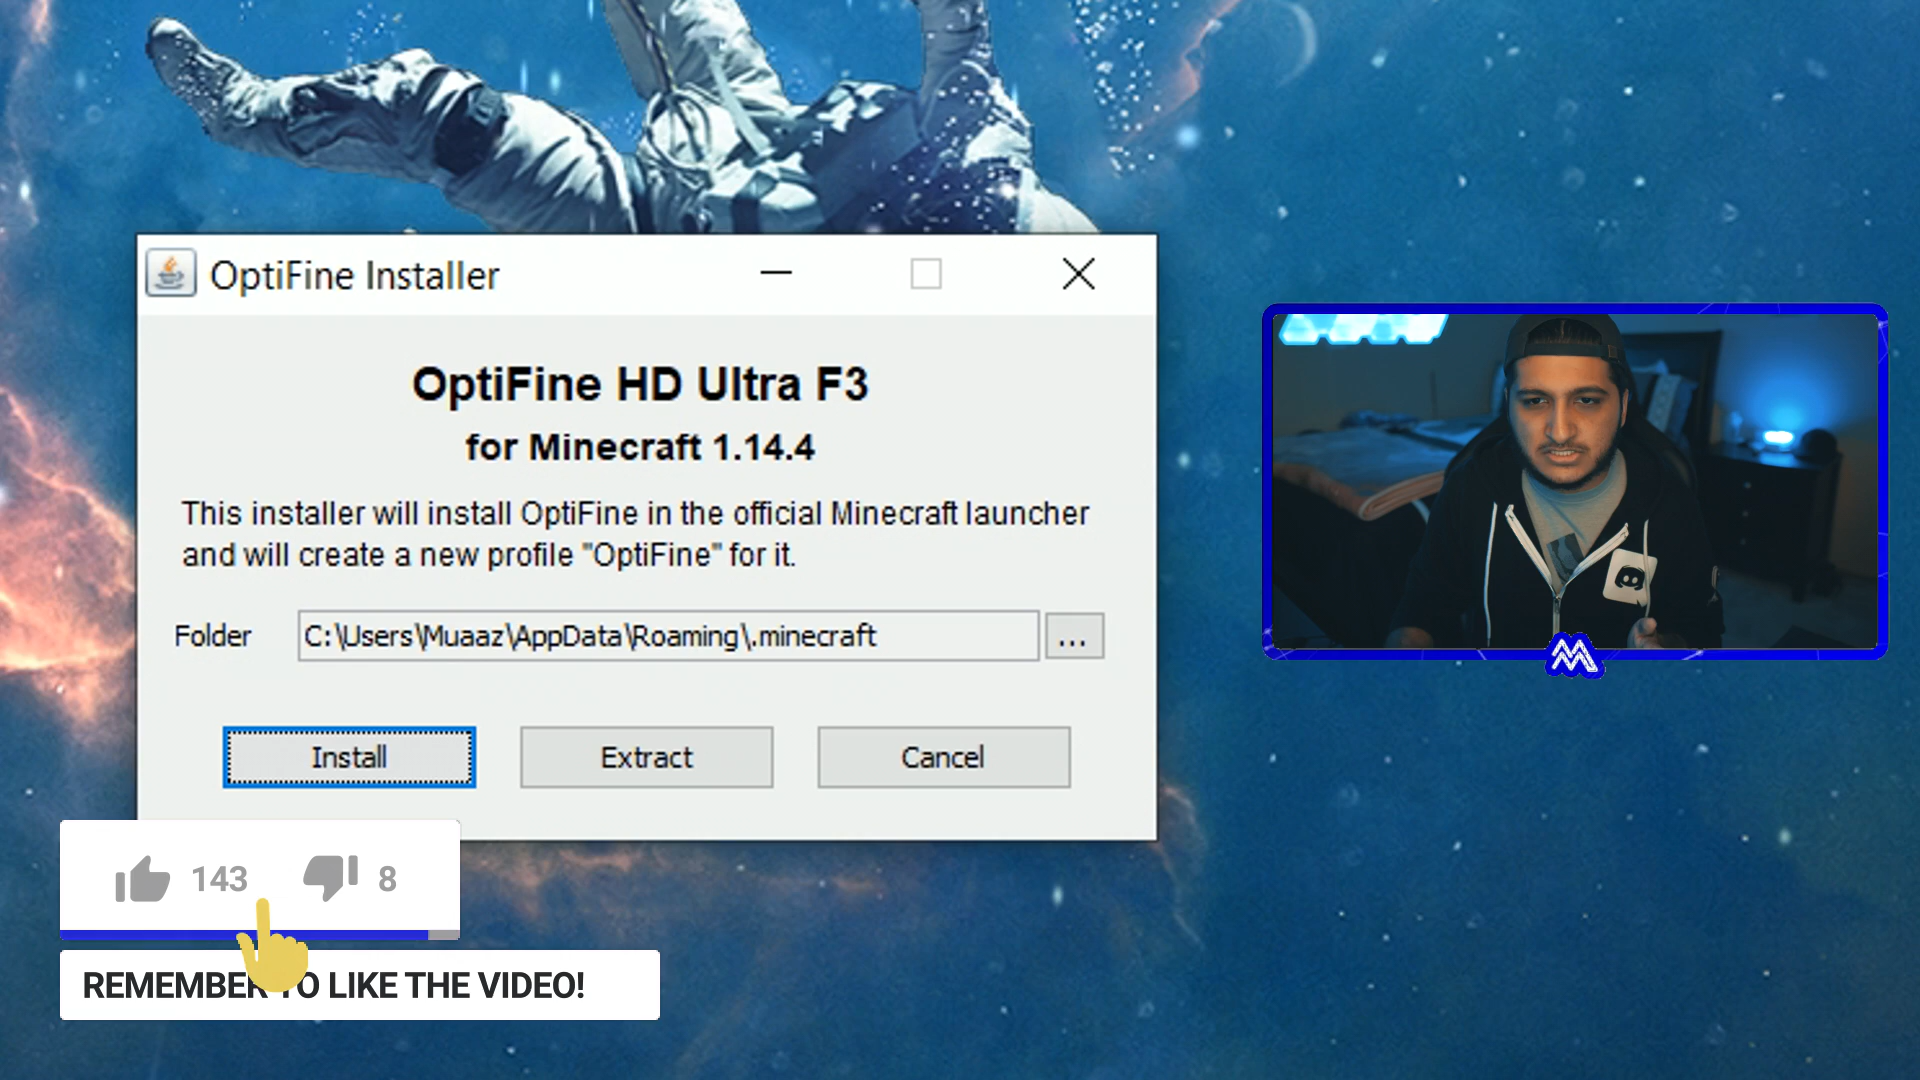 OptiFine Installer
OptiFine HD Ultra F3
for Minecraft 1.14.4
This installer will install OptiFine in the official Minecraft launcher
and will create a new profile "OptiFine" for it.
Folder
C:\Users\Muaaz\AppData\Roaming\.minecraft
...
Install
Extract
Cancel
143
8
REMEMBER TO LIKE THE VIDEO!